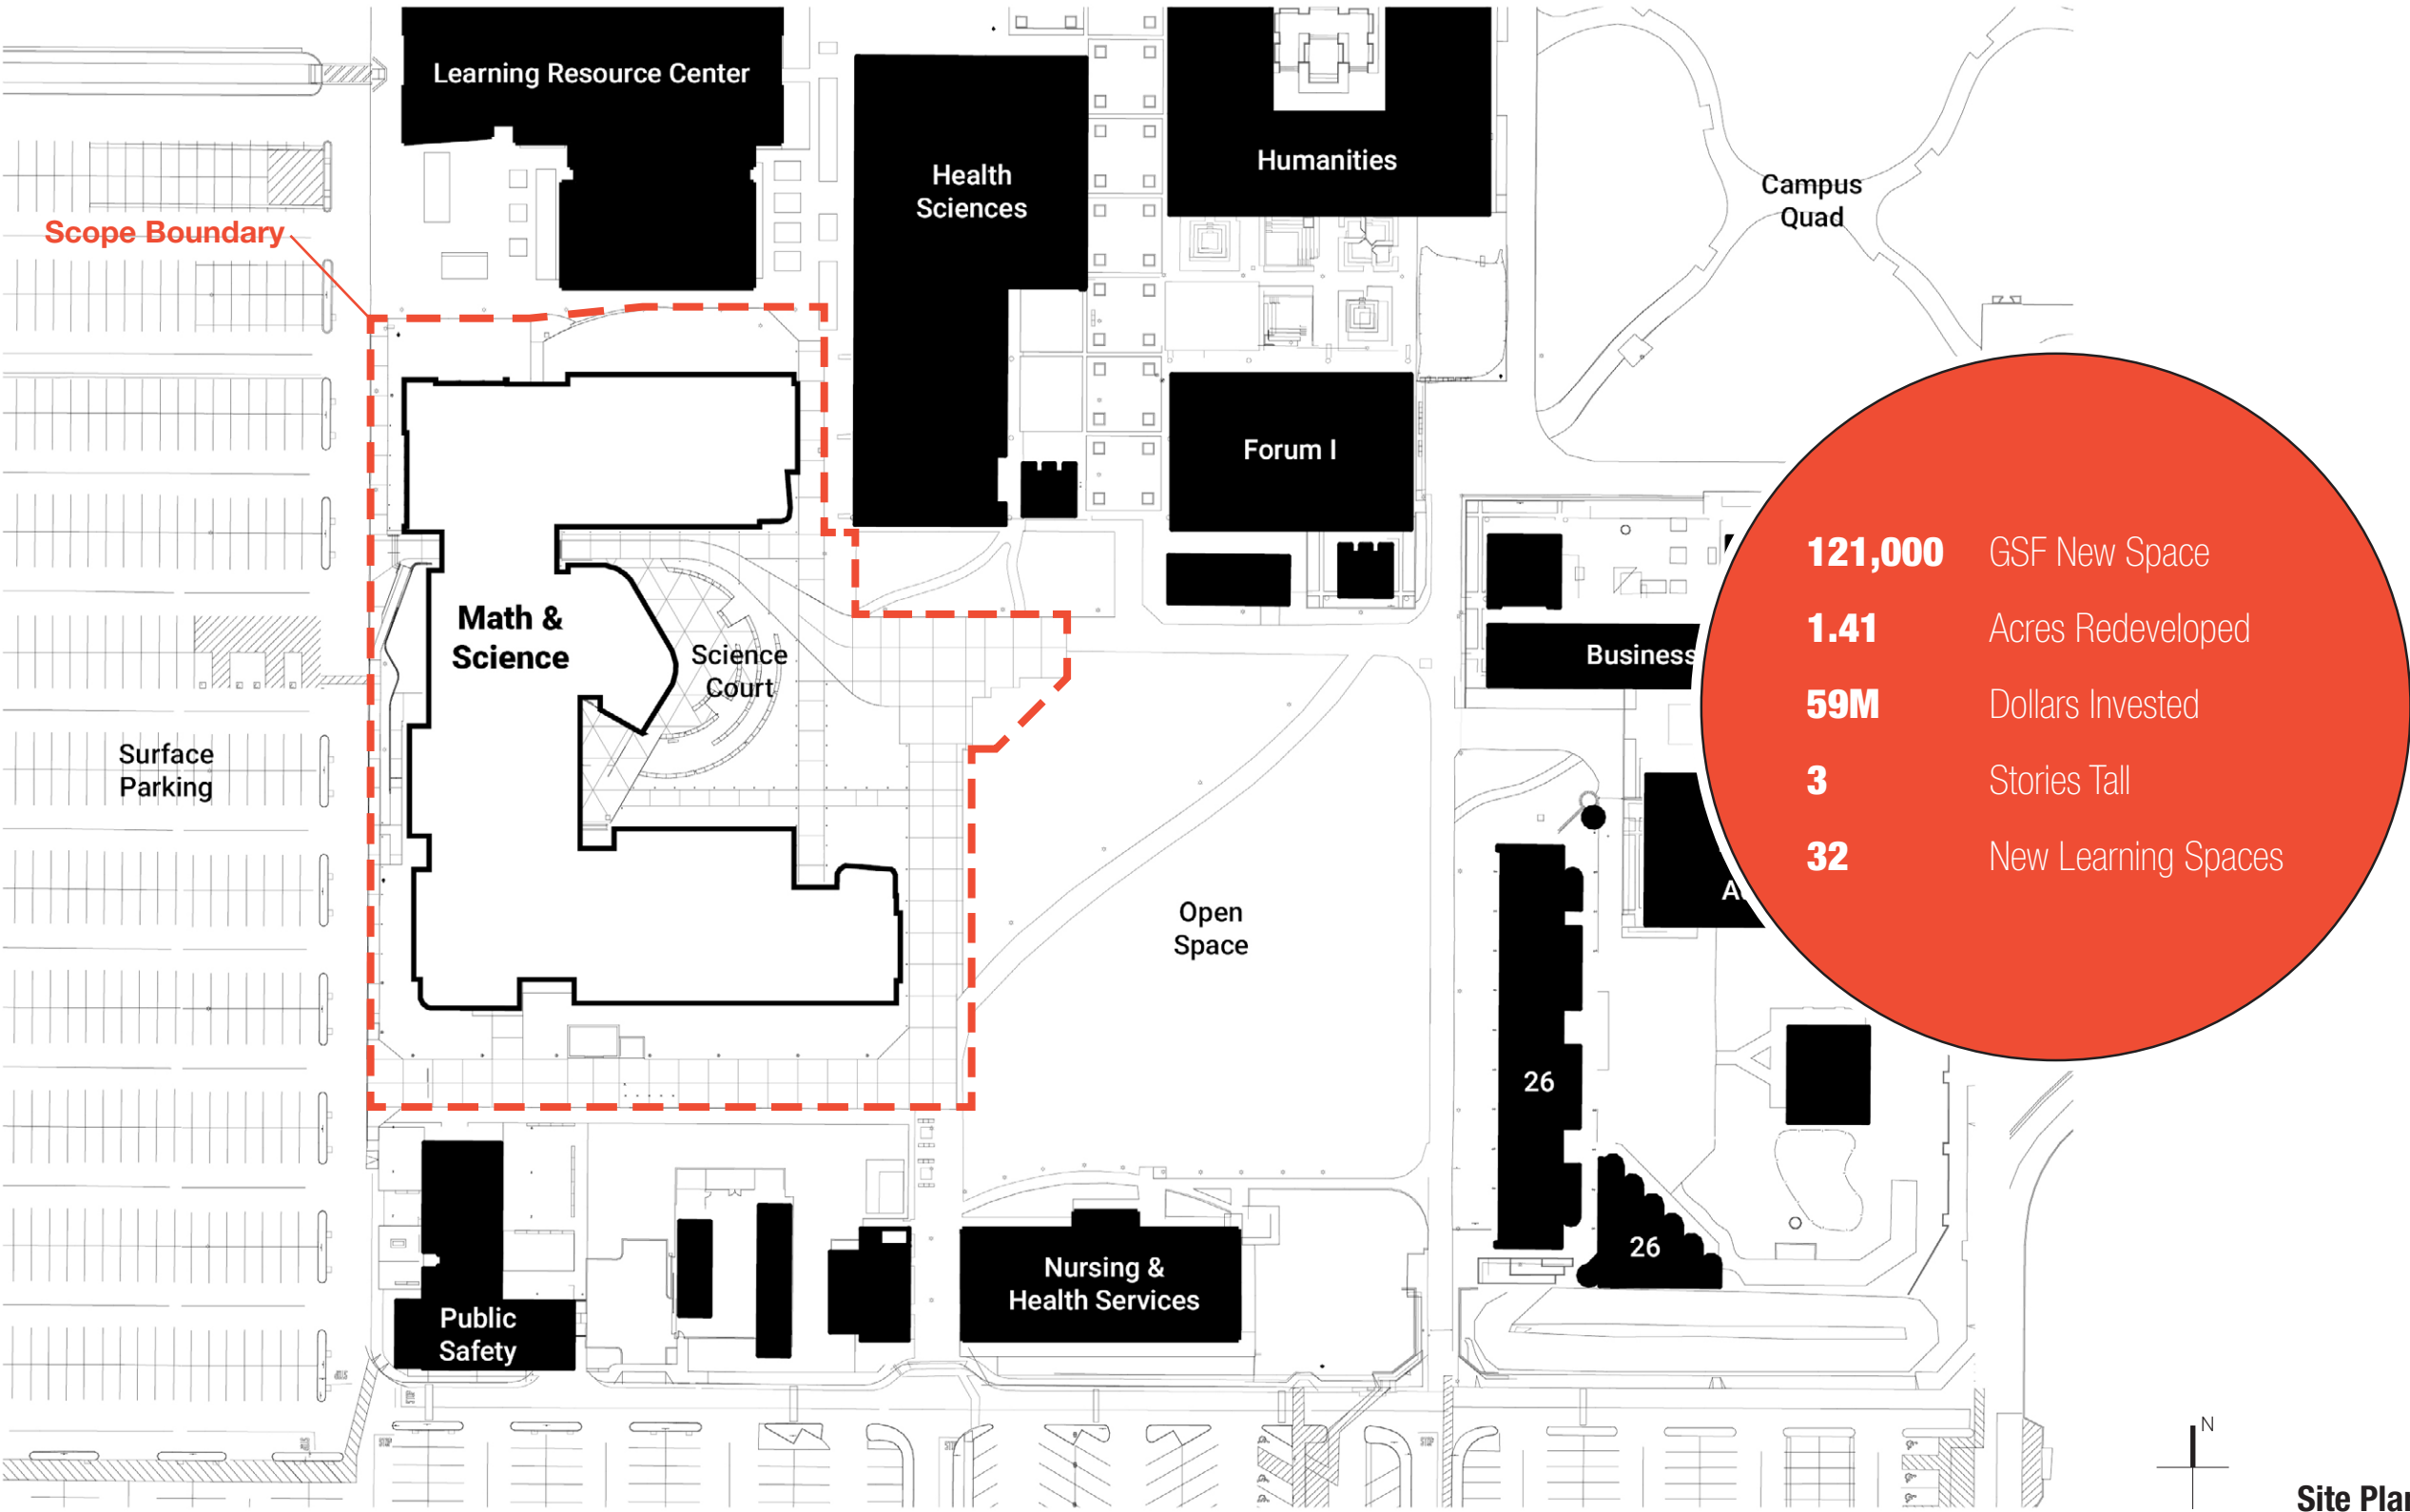 Learning Resource Center
Health
Sciences
Humanities
Campus
Quad
Scope Boundary
Forum I
121,000 GSF New Space
1.41 Acres Redeveloped
59M Dollars Invested
3 Stories Tall
32 New Learning Spaces
Math &
Science
Science
Court
Business
Surface
Parking
Open
Space
26
26
Nursing &
Health Services
Public
Safety
N